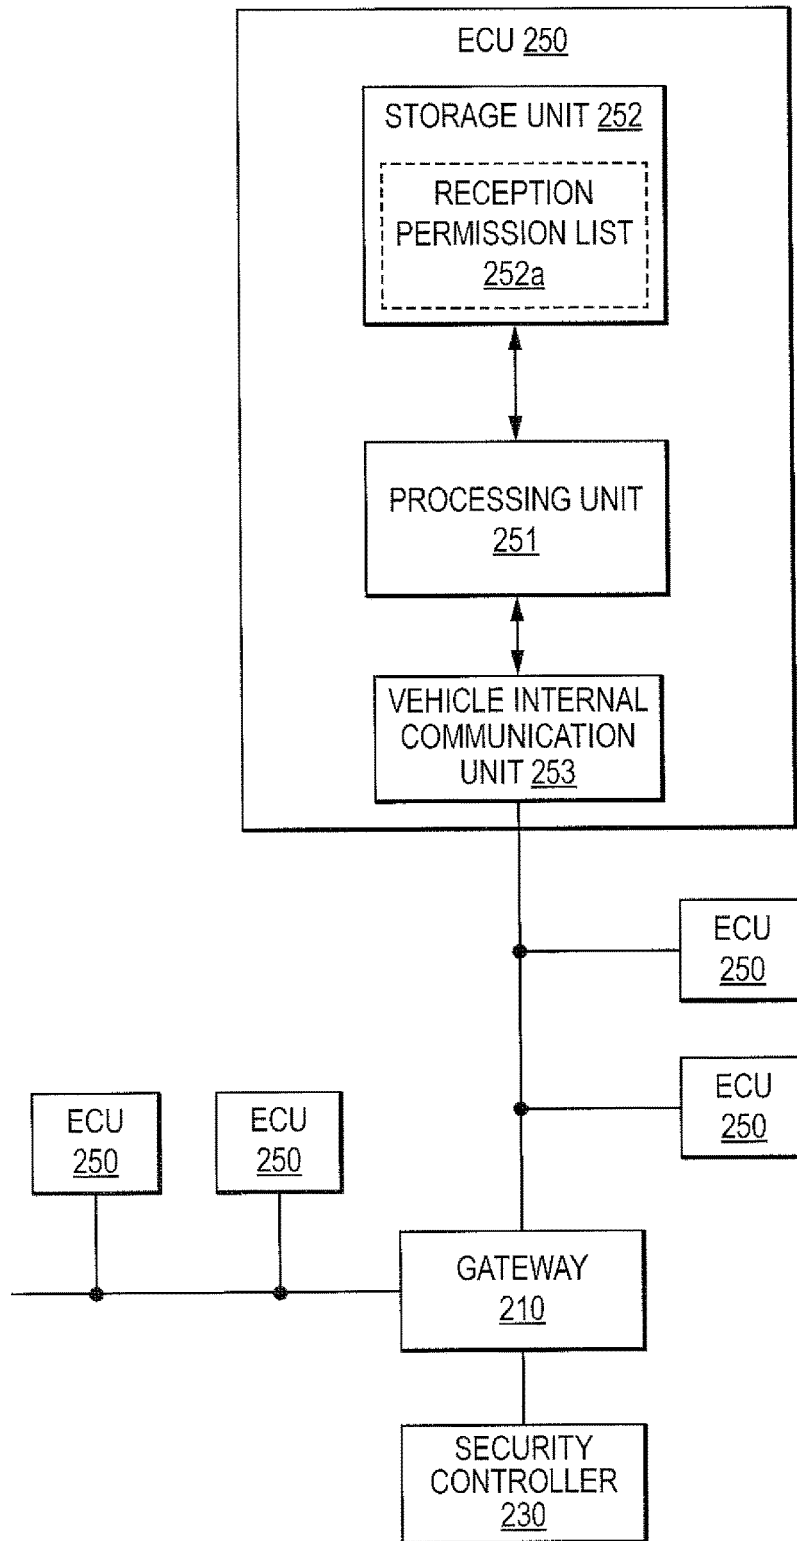 ECU 250
STORAGE UNIT 252
RECEPTION
PERMISSION LIST
252a
PROCESSING UNIT
251
VEHICLE INTERNAL
COMMUNICATION
UNIT 253
ECU
250
ECU
250
ECU
250
ECU
250
GATEWAY
210
SECURITY
CONTROLLER
230